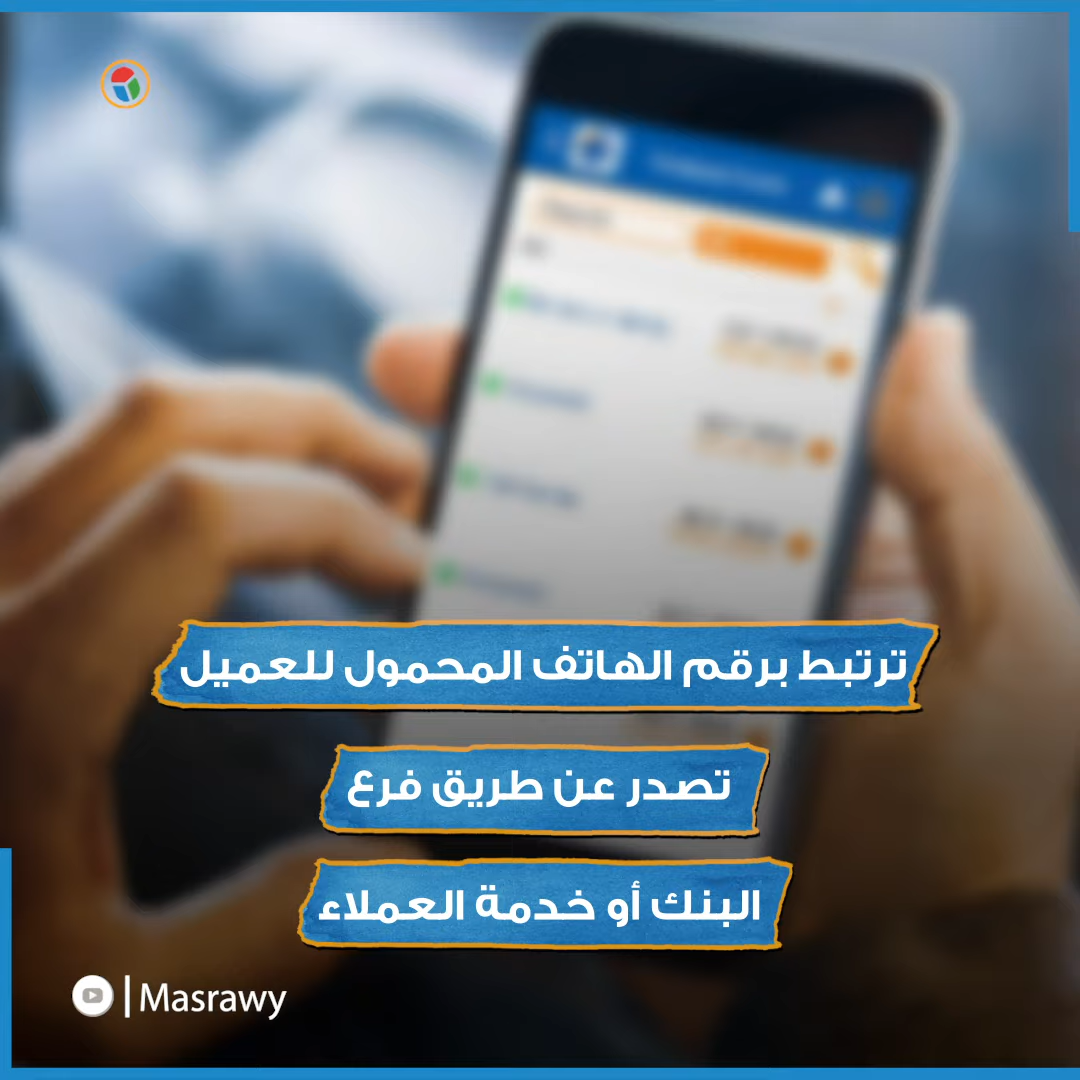 ترتبط برقم الهاتف المحمول للعميل
تصدر عن طريق فرع
البنك أو خدمة العملاء
| Masrawy